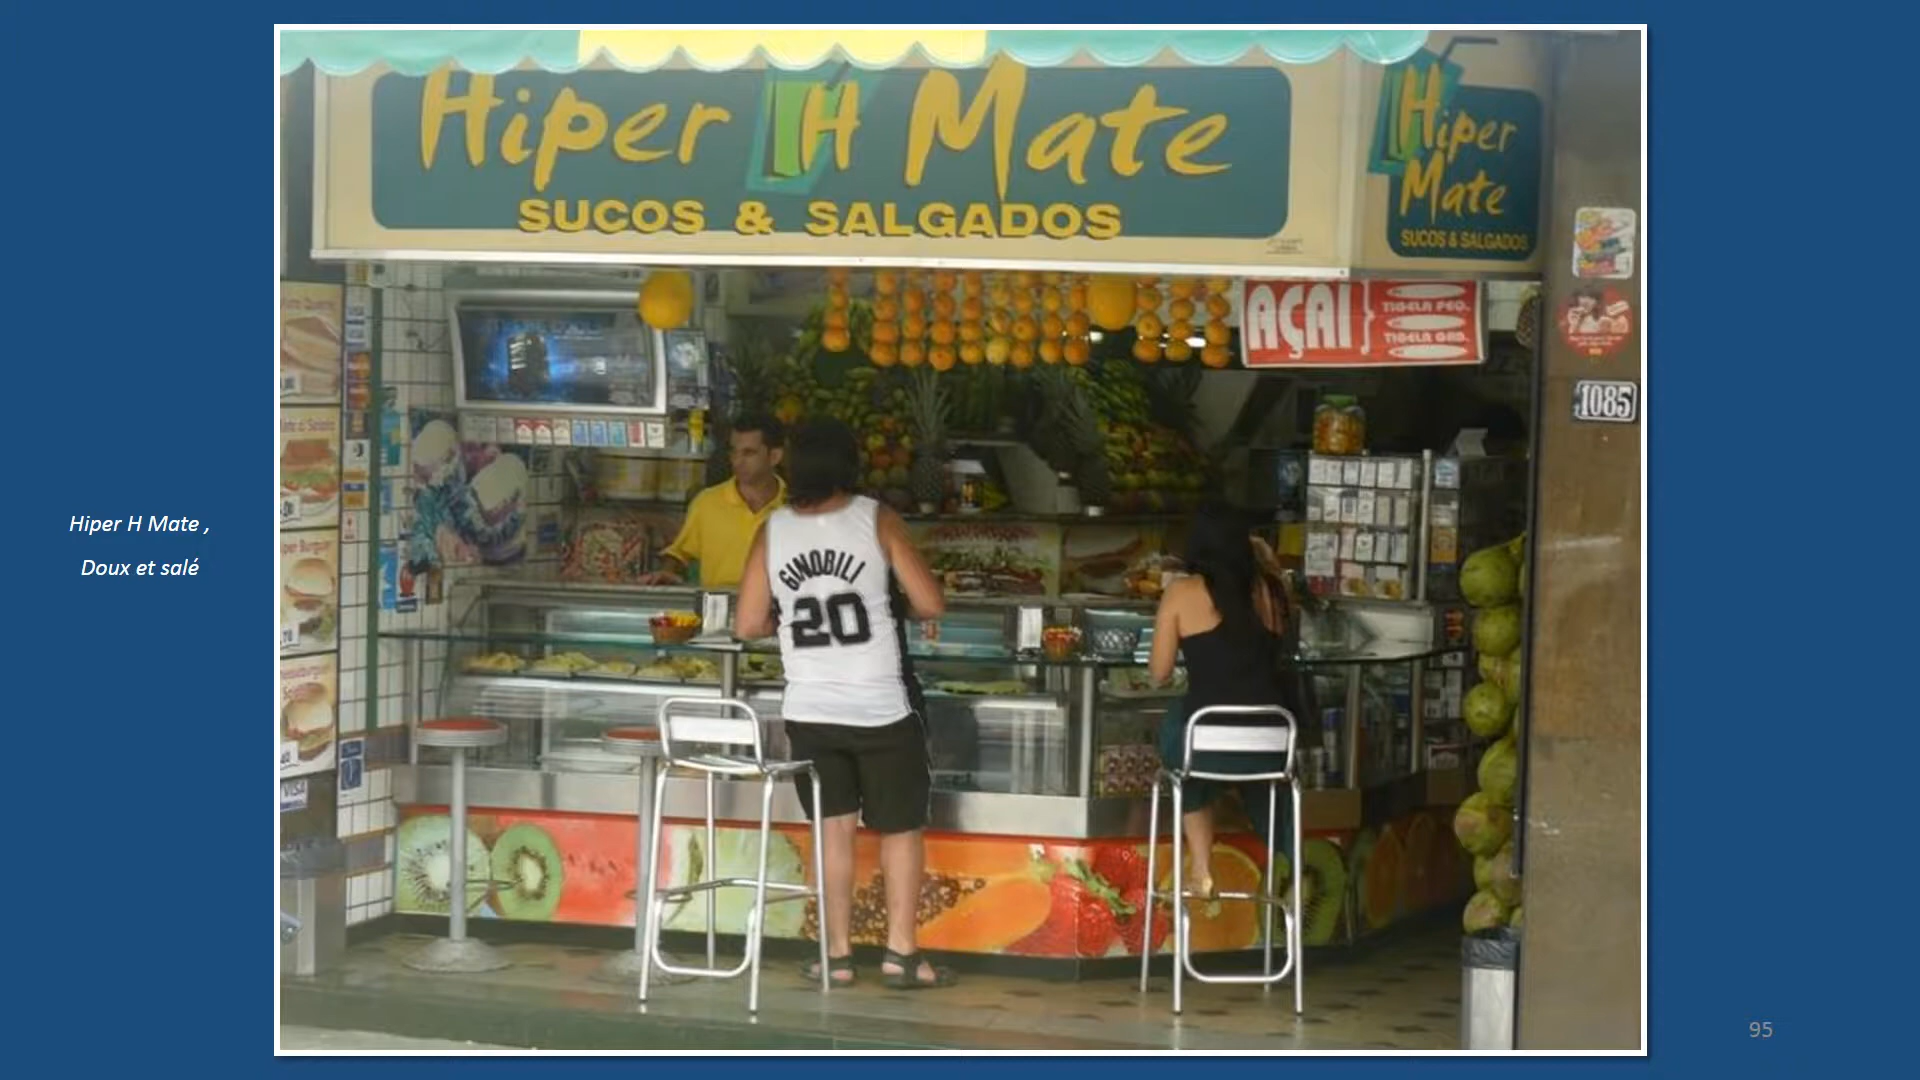 Hiper H Mate
SUCOS & SALGADOS
Hiper
Mate
SUCOS & SALGADOS
AÇAI
TIGELA PEQ.
TIGELA GRD.
1085
Hiper H Mate ,
Doux et salé
GINOBILI
20
VISA
95